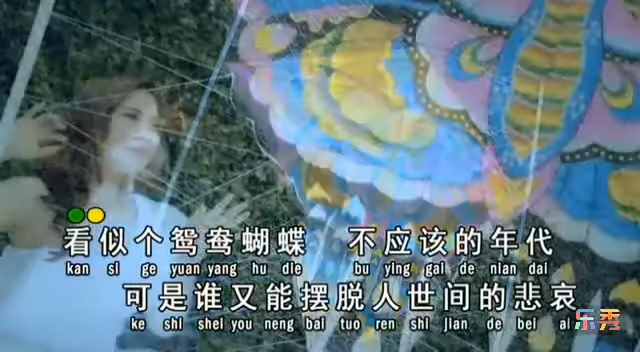 看似个鸳鸯蝴蝶 不应该的年代
kan si ge yuan yang hu die bu ying gai de nian dai
可是谁又能摆脱人世间的悲哀
ke shi shei you neng bai tuo ren shi jian de bei ai
乐秀